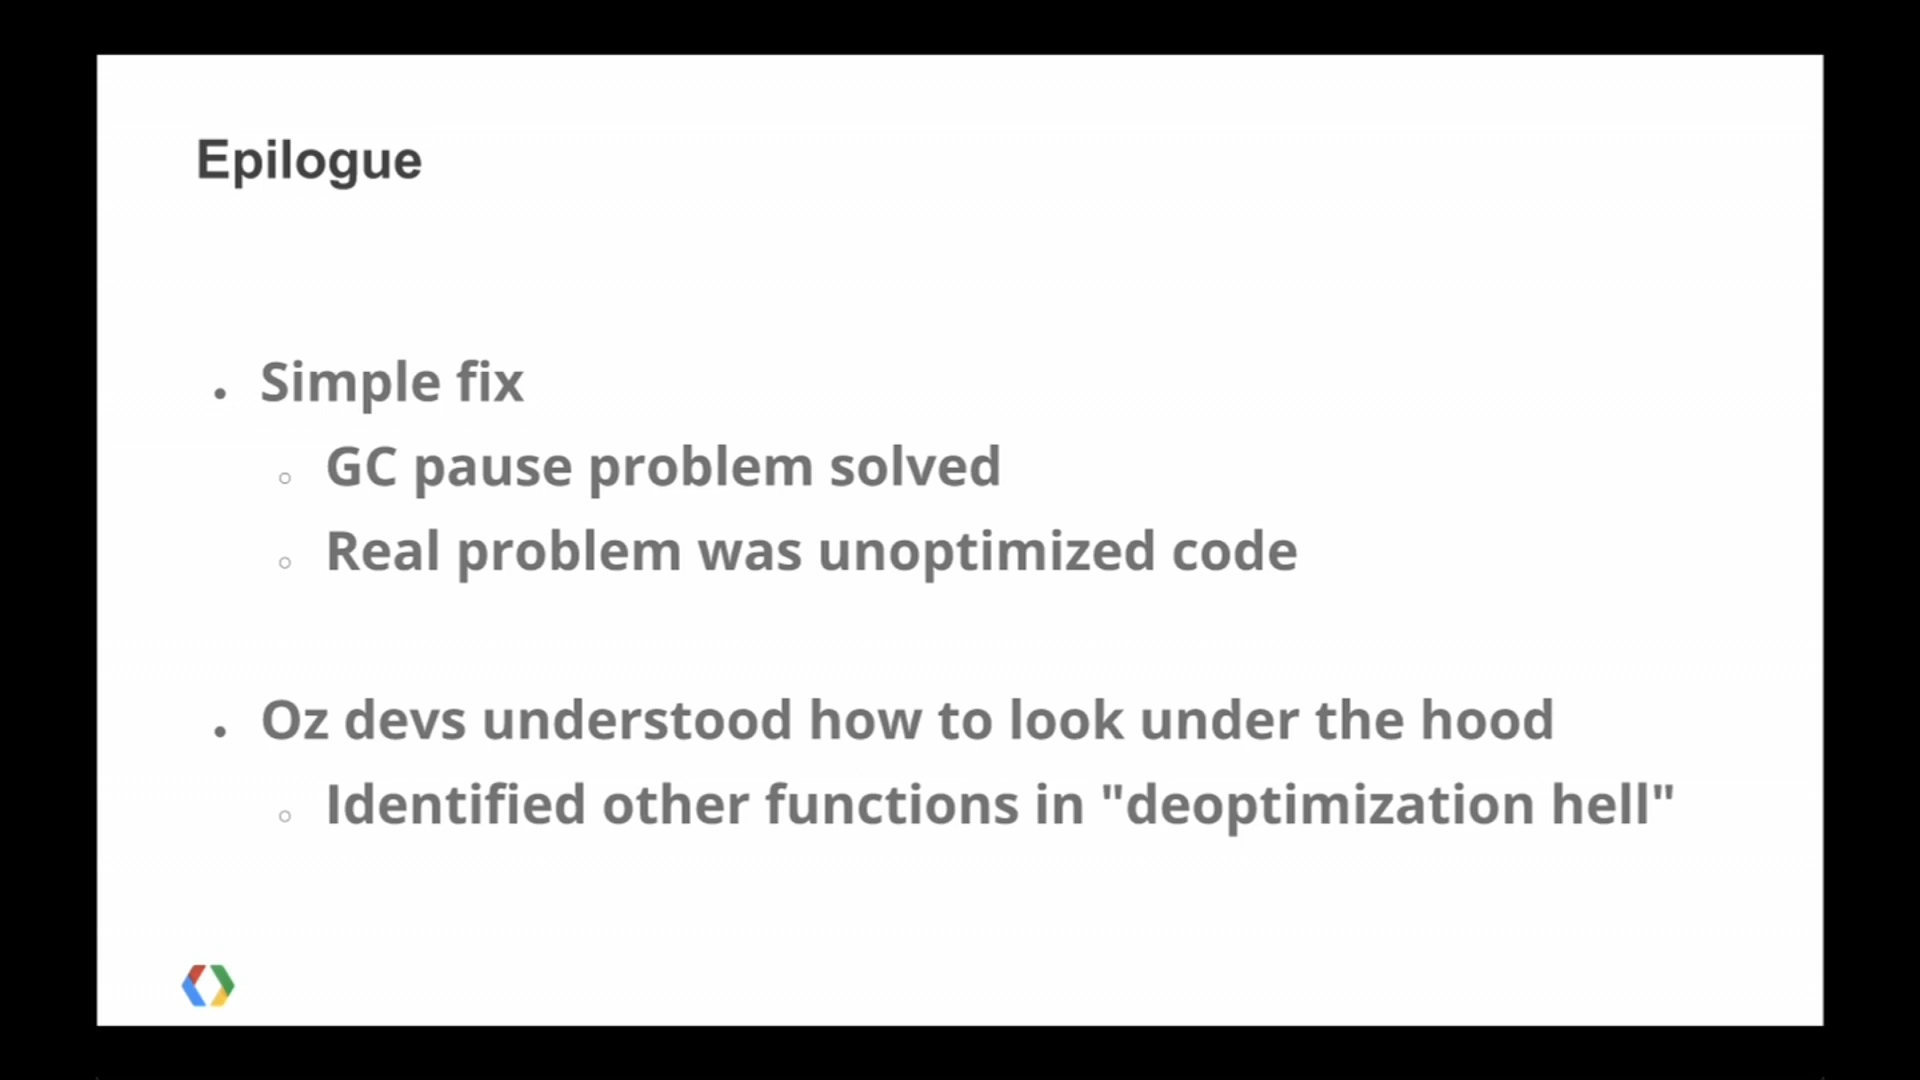 Epilogue
Simple fix
GC pause problem solved
Real problem was unoptimized code
Oz devs understood how to look under the hood
Identified other functions in "deoptimization hell"